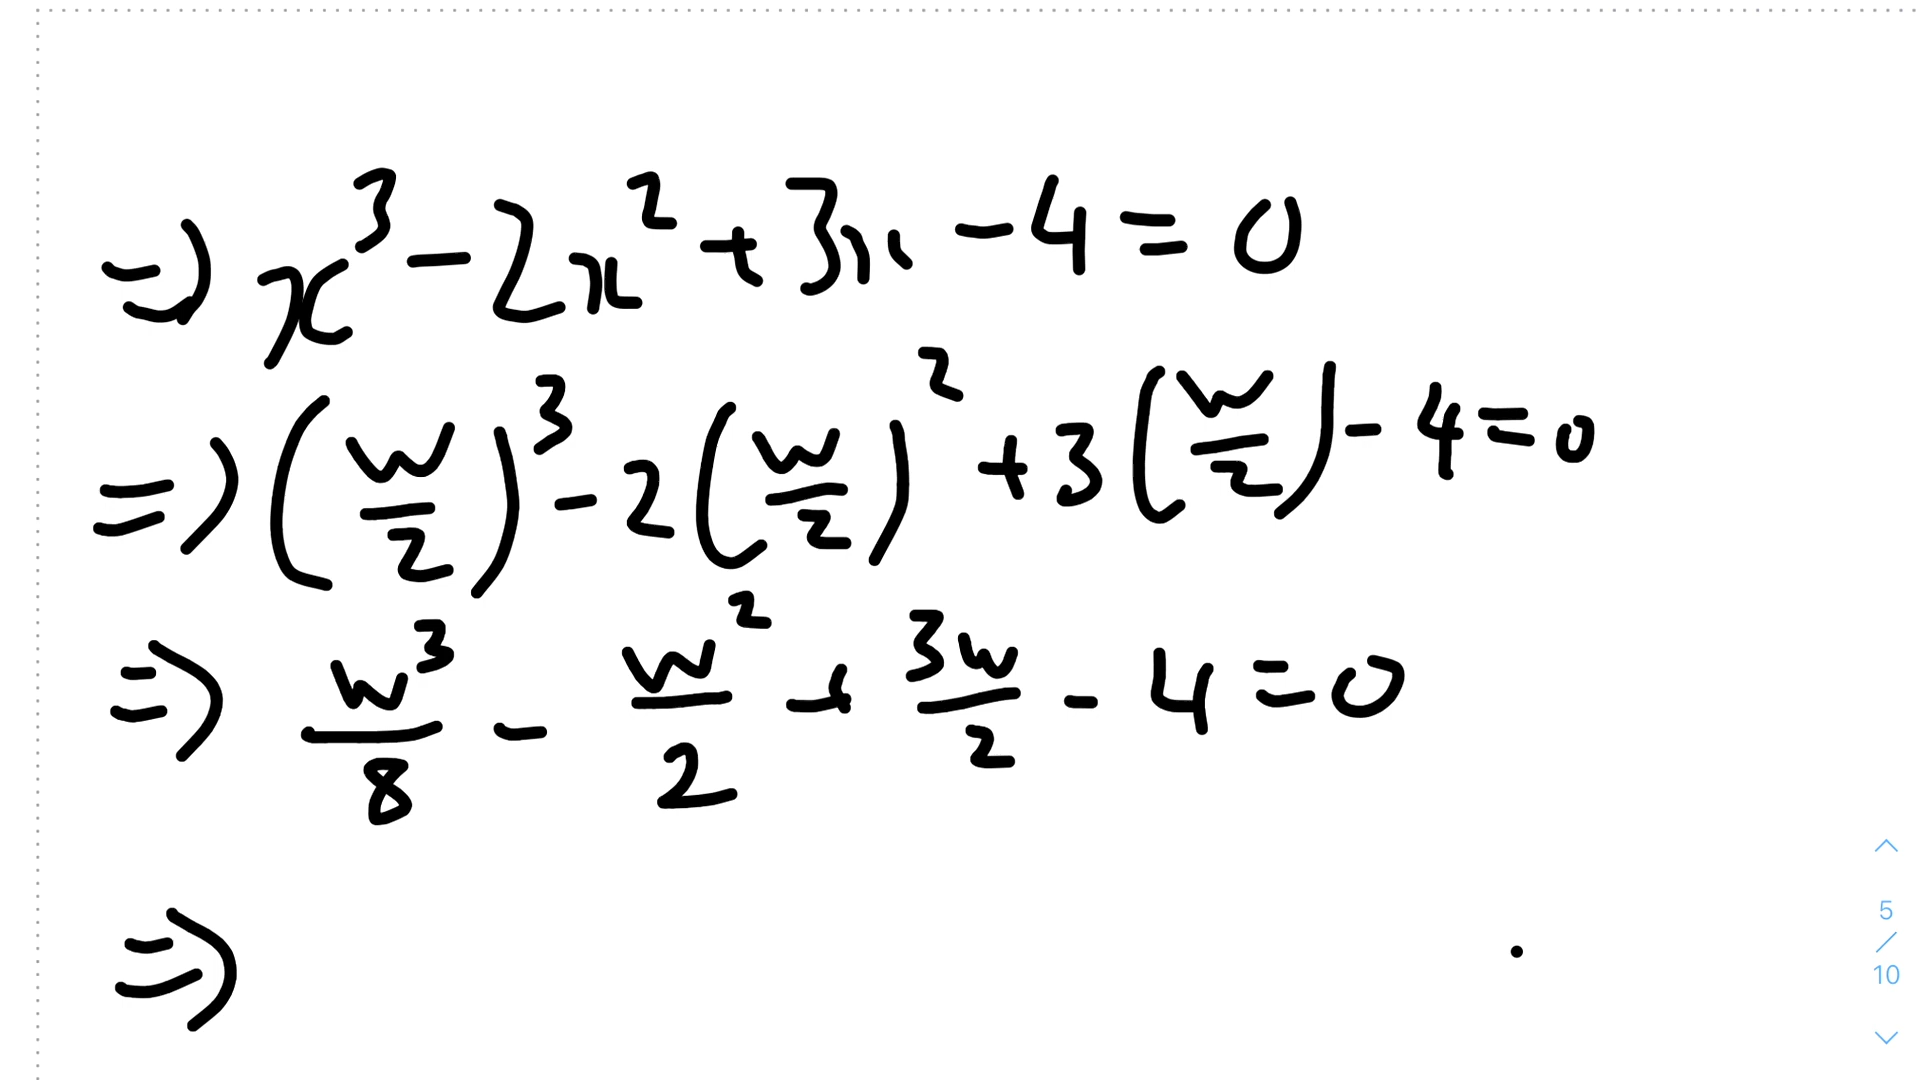 ⇒ x³ - 2x² + 3x - 4 = 0
⇒ (w/2)³ - 2(w/2)² + 3(w/2) - 4 = 0
⇒ w³/8 - w²/2 + 3w/2 - 4 = 0
⇒
5
/
10